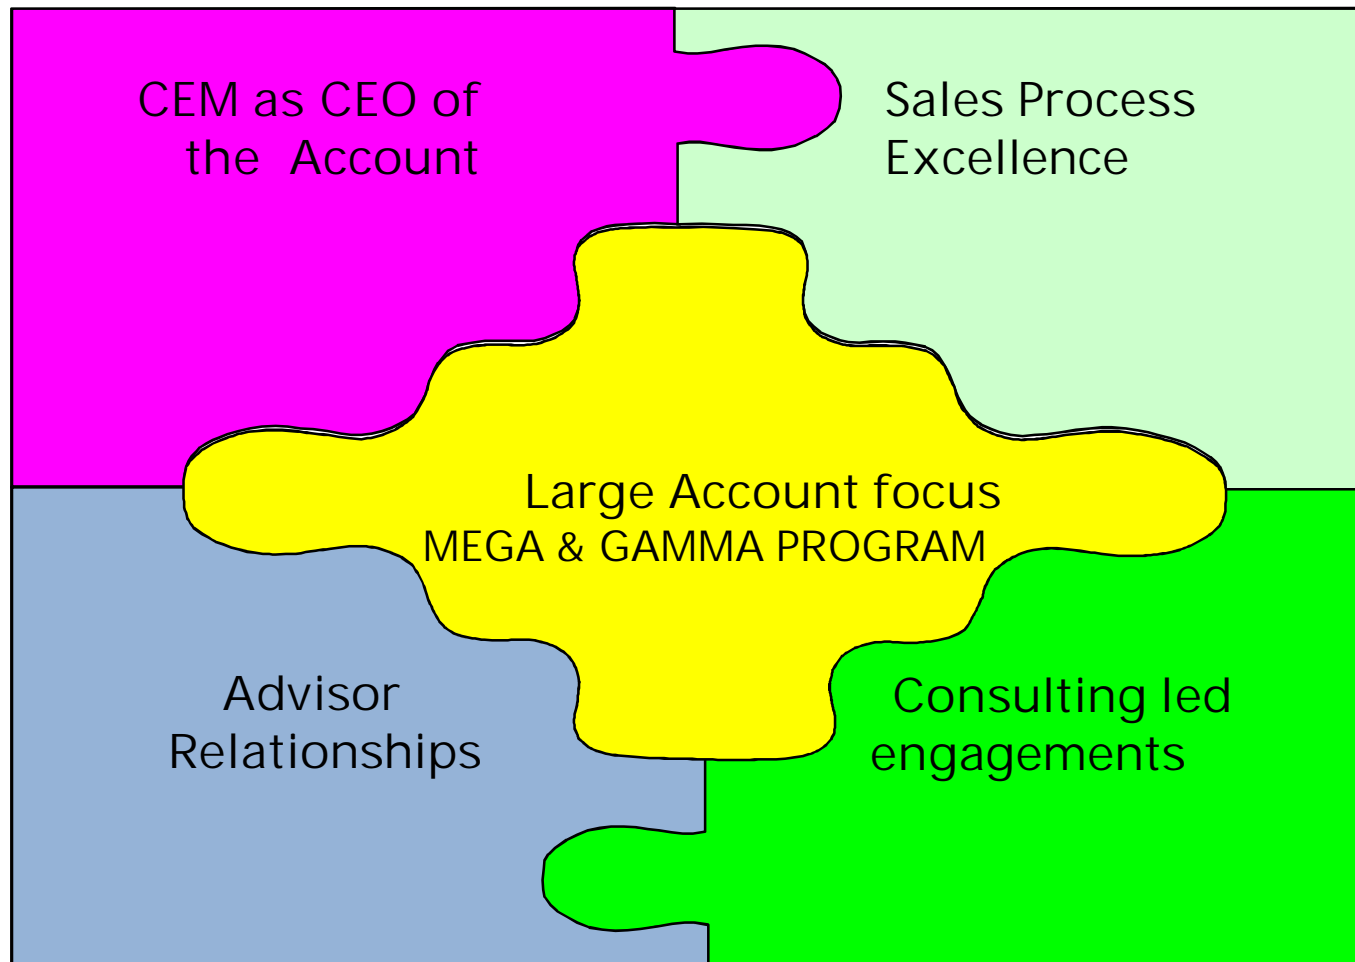 CEM as CEO of
the Account
Sales Process
Excellence
Large Account focus
MEGA & GAMMA PROGRAM
Advisor
Relationships
Consulting led
engagements